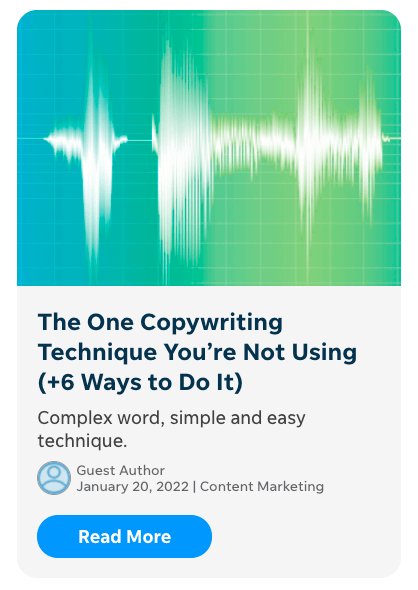 The One Copywriting
Technique You’re Not Using
(+6 Ways to Do It)
Complex word, simple and easy
technique.
Guest Author
January 20, 2022 | Content Marketing
Read More